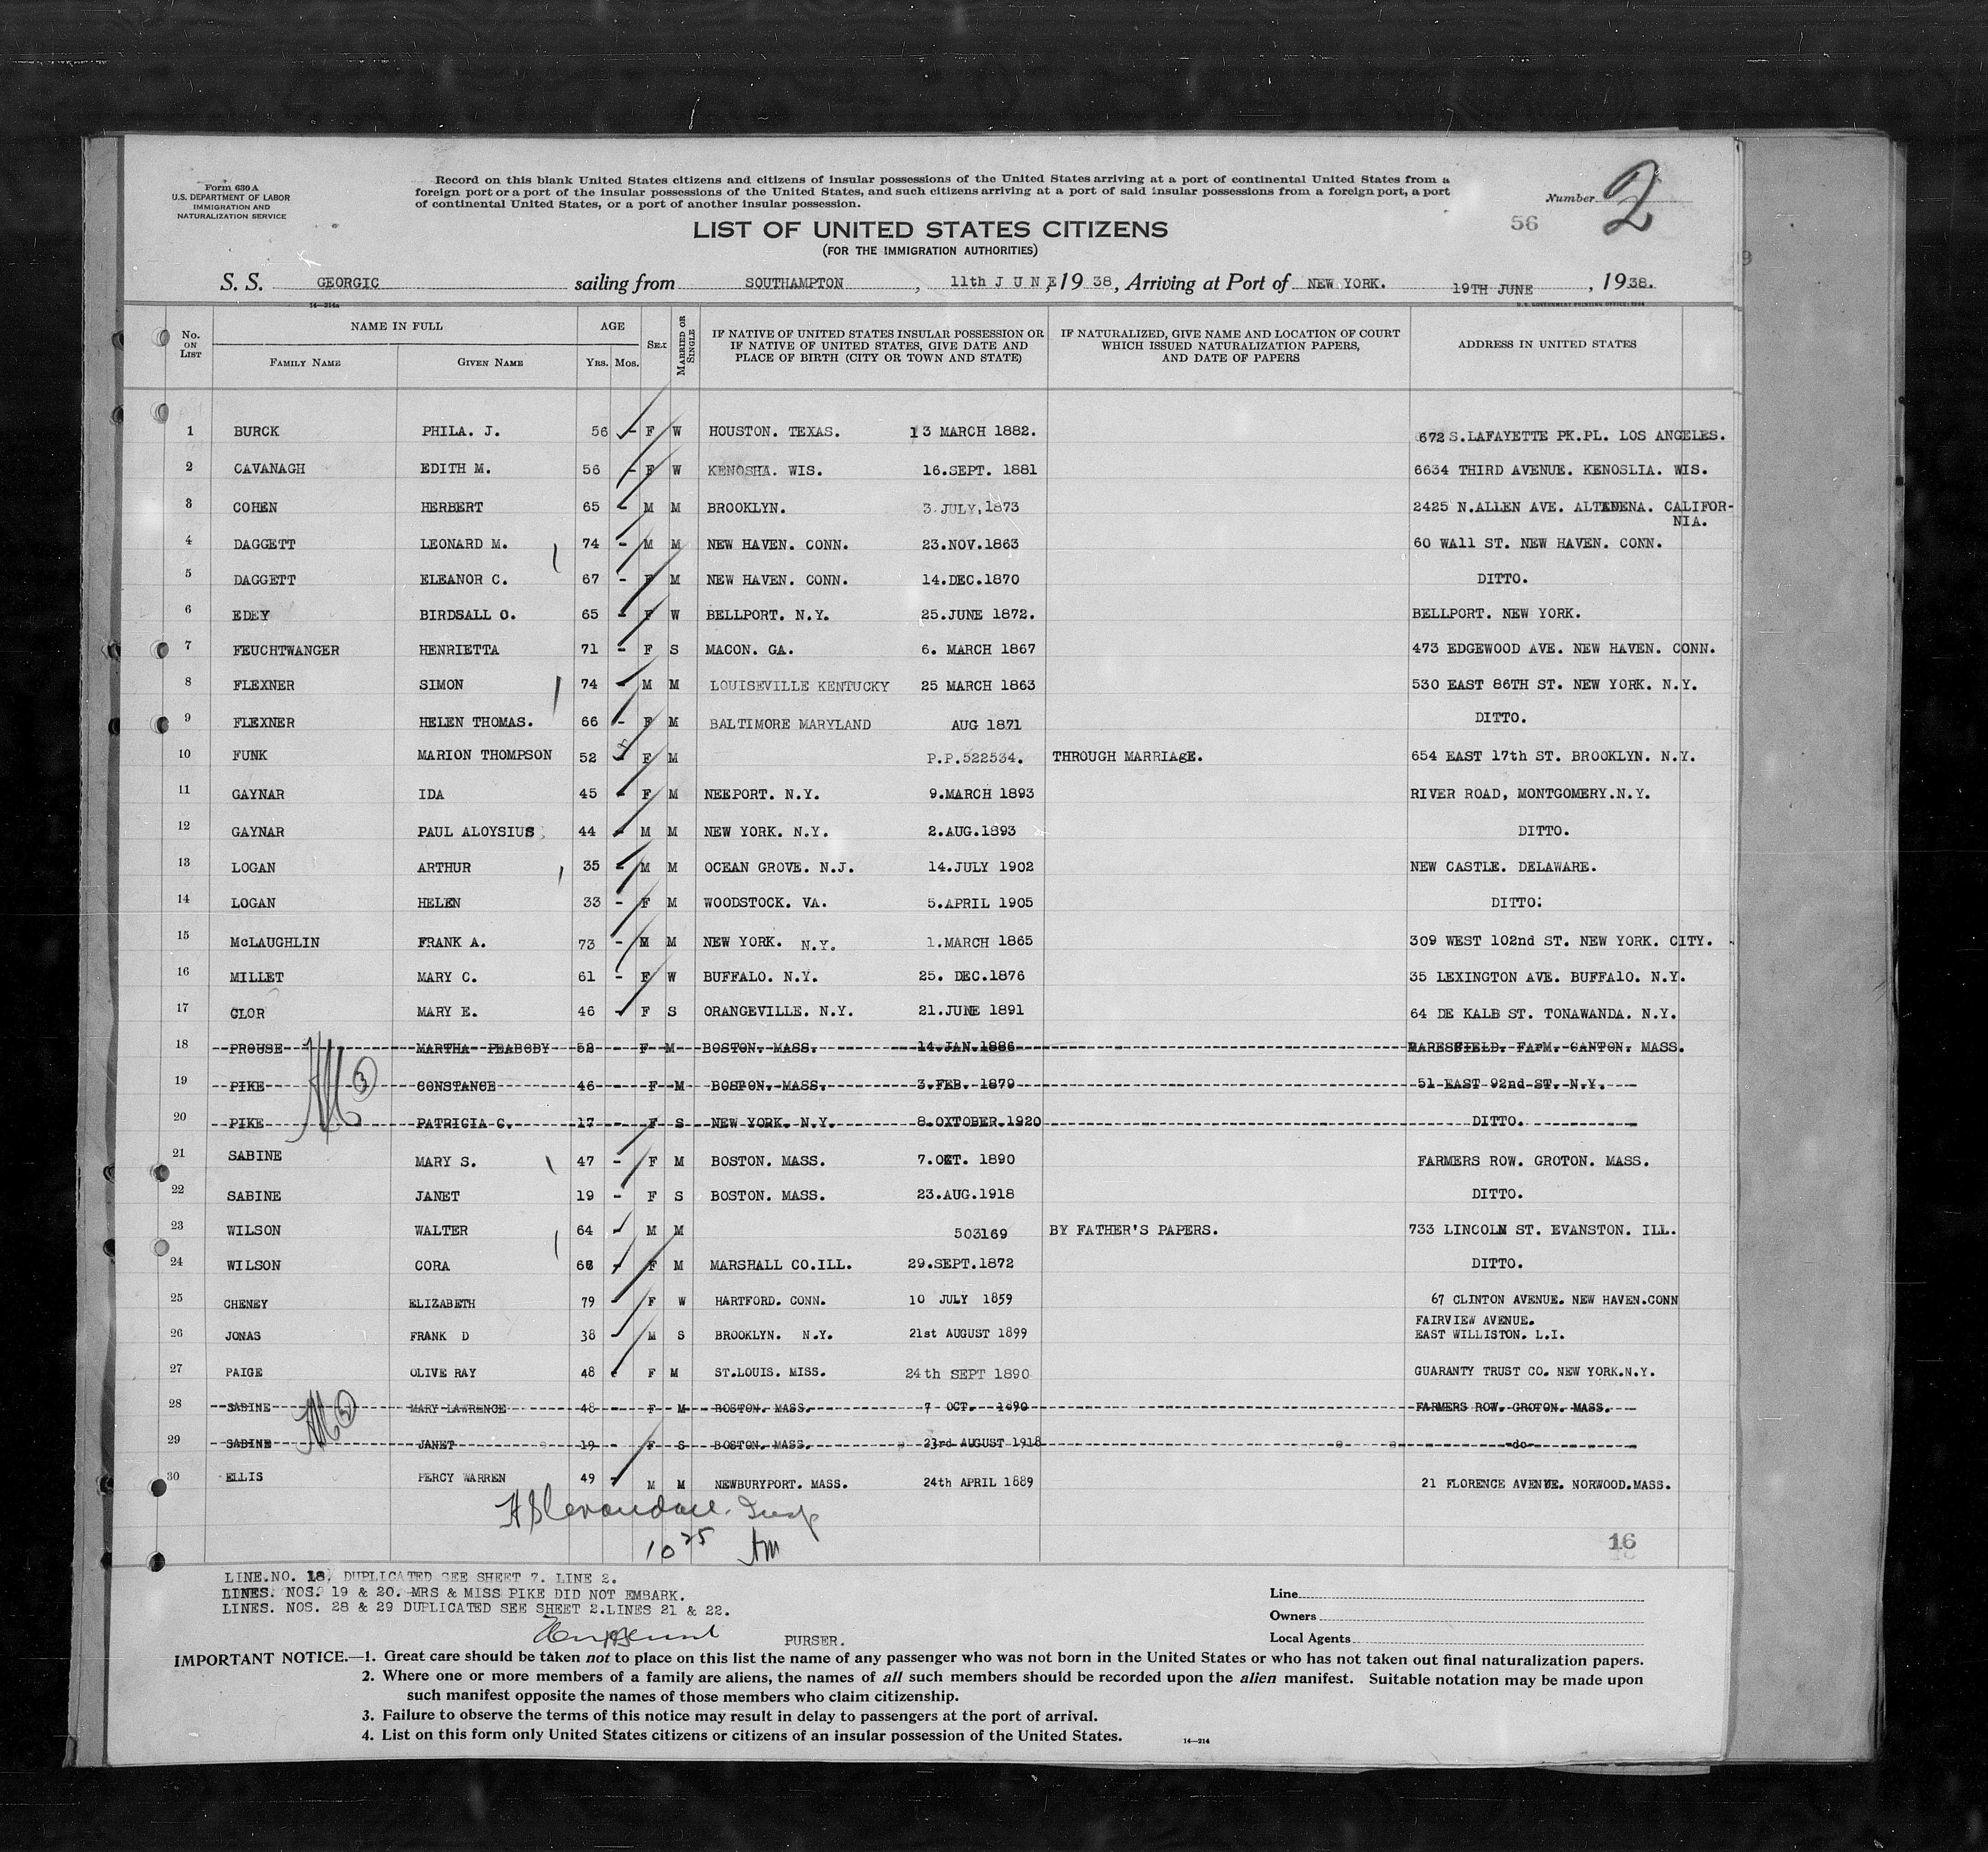 Form 630 A
U.S. DEPARTMENT OF LABOR
IMMIGRATION AND
NATURALIZATION SERVICE
Record on this blank United States citizens and citizens of insular possessions of the United States arriving at a port of continental United States from a
foreign port or a port of the insular possessions of the United States, and such citizens arriving at a port of said insular possessions from a foreign port, a port
of continental United States, or a port of another insular possession.
Number 2
56
LIST OF UNITED STATES CITIZENS
(FOR THE IMMIGRATION AUTHORITIES)
S. S. GEORGIC sailing from SOUTHAMPTON, 11th JUNE, 19 38, Arriving at Port of NEW YORK. 19TH JUNE, 1938.
14—214a
U. S. GOVERNMENT PRINTING OFFICE: 1936
No. ON LIST NAME IN FULL AGE SEX MARRIED OR SINGLE IF NATIVE OF UNITED STATES INSULAR POSSESSION OR IF NATIVE OF UNITED STATES, GIVE DATE AND PLACE OF BIRTH (CITY OR TOWN AND STATE) IF NATURALIZED, GIVE NAME AND LOCATION OF COURT WHICH ISSUED NATURALIZATION PAPERS, AND DATE OF PAPERS ADDRESS IN UNITED STATES
FAMILY NAME GIVEN NAME YRS. MOS.
1 BURCK PHILA. J. 56 - F W HOUSTON. TEXAS. 13 MARCH 1882. 672 S.LAFAYETTE PK.PL. LOS ANGELES.
2 CAVANAGH EDITH M. 56 - F W KENOSHA. WIS. 16.SEPT. 1881 6634 THIRD AVENUE. KENOSLIA. WIS.
3 COHEN HERBERT 65 - M M BROOKLYN. 3 JULY,1873 2425 N.ALLEN AVE. ALTADENA. CALIFOR-
NIA.
4 DAGGETT LEONARD M. 74 - M M NEW HAVEN. CONN. 23.NOV.1863 60 WAll ST. NEW HAVEN. CONN.
5 DAGGETT ELEANOR C. 67 - F M NEW HAVEN. CONN. 14.DEC.1870 DITTO.
6 EDEY BIRDSALL O. 65 - F W BELLPORT. N.Y. 25.JUNE 1872. BELLPORT. NEW YORK.
7 FEUCHTWANGER HENRIETTA 71 - F S MACON. GA. 6. MARCH 1867 473 EDGEWOOD AVE. NEW HAVEN. CONN.
8 FLEXNER SIMON 74 - M M LOUISEVILLE KENTUCKY 25 MARCH 1863 530 EAST 86TH ST. NEW YORK. N.Y.
9 FLEXNER HELEN THOMAS. 66 - F M BALTIMORE MARYLAND AUG 1871 DITTO.
10 FUNK MARION THOMPSON 52 - F M P.P.522534. THROUGH MARRIAgE. 654 EAST 17th ST. BROOKLYN. N.Y.
11 GAYNAR IDA 45 - F M NEEPORT. N.Y. 9.MARCH 1893 RIVER ROAD, MONTGOMERY.N.Y.
12 GAYNAR PAUL ALOYSIUS 44 - M M NEW YORK. N.Y. 2.AUG.1893 DITTO.
13 LOGAN ARTHUR 35 - M M OCEAN GROVE. N.J. 14.JULY 1902 NEW CASTLE. DELAWARE.
14 LOGAN HELEN 33 - F M WOODSTOCK. VA. 5.APRIL 1905 DITTO:
15 McLAUGHLIN FRANK A. 73 - M M NEW YORK. N.Y. 1.MARCH 1865 309 WEST 102nd ST. NEW YORK. CITY.
16 MILLET MARY C. 61 - F W BUFFALO. N.Y. 25. DEC.1876 35 LEXINGTON AVE. BUFFAlO. N.Y.
17 CLOR MARY E. 46 - F S ORANGEVILLE. N.Y. 21.JUNE 1891 64 DE KALB ST. TONAWANDA. N.Y.
18 PROUSE MARTHA PEABODY 52 - F M BOSTON. MASS. 14.JAN.1886 HARESFIELD. FArM. CANTON. MASS.
19 PIKE CONSTANCE 46 - F M BOSTON. MASS. 3.FEB. 1879 51 EAST 92nd ST. N.Y.
20 PIKE PATRICIA C. 17 - F S NEW YORK. N.Y. 8.OXTOBER.1920 DITTO.
21 SABINE MARY S. 47 - F M BOSTON. MASS. 7.OCT. 1890 FARMERS ROW. GROTON. MASS.
22 SABINE JANET 19 - F S BOSTON. MASS. 23.AUG.1918 DITTO.
23 WILSON WALTER 64 - M M 503169 BY FATHER'S PAPERS. 733 LINCOLN ST. EVANSTON. ILL.
24 WILSON CORA 66 - F M MARSHALL CO.ILL. 29.SEPT.1872 DITTO.
25 CHENEY ELIZABETH 79 - F W HARTFORD. CONN. 10 JULY 1859 67 CLINTON AVENUE. NEW HAVEN.CONN
26 JONAS FRANK D 38 - M S BROOKLYN. N.Y. 21st AUGUST 1899 FAIRVIEW AVENUE.
EAST WILLISTON. L.I.
27 PAIGE OLIVE RAY 48 F M ST.LOUIS. MISS. 24th SEPT 1890 GUARANTY TRUST CO. NEW YORK.N.Y.
28 SABINE MARY LAWRENCE 48 - F M BOSTON. MASS. 7 OCT. 1890 FARMERS ROW. GROTON. MASS.
29 SABINE JANET 19 - F S BOSTON. MASS. 23rd AUGUST 1918 -do-
30 ELLIS PERCY WARREN 49 - M M NEWBURYPORT. MASS. 24th APRIL 1889 21 FLORENCE AVENUE. NORWOOD.MASS.
10 25 AM
16
LINE.NO. 18. DUPLICATED SEE SHEET 7. LINE 2.
LINES. NOS. 19 & 20. MRS & MISS PIKE DID NOT EMBARK.
LINES. NOS. 28 & 29 DUPLICATED SEE SHEET 2.LINES 21 & 22.
PURSER.
Line
Owners
Local Agents
IMPORTANT NOTICE.—1. Great care should be taken not to place on this list the name of any passenger who was not born in the United States or who has not taken out final naturalization papers.
2. Where one or more members of a family are aliens, the names of all such members should be recorded upon the alien manifest. Suitable notation may be made upon
such manifest opposite the names of those members who claim citizenship.
3. Failure to observe the terms of this notice may result in delay to passengers at the port of arrival.
4. List on this form only United States citizens or citizens of an insular possession of the United States.
14—214